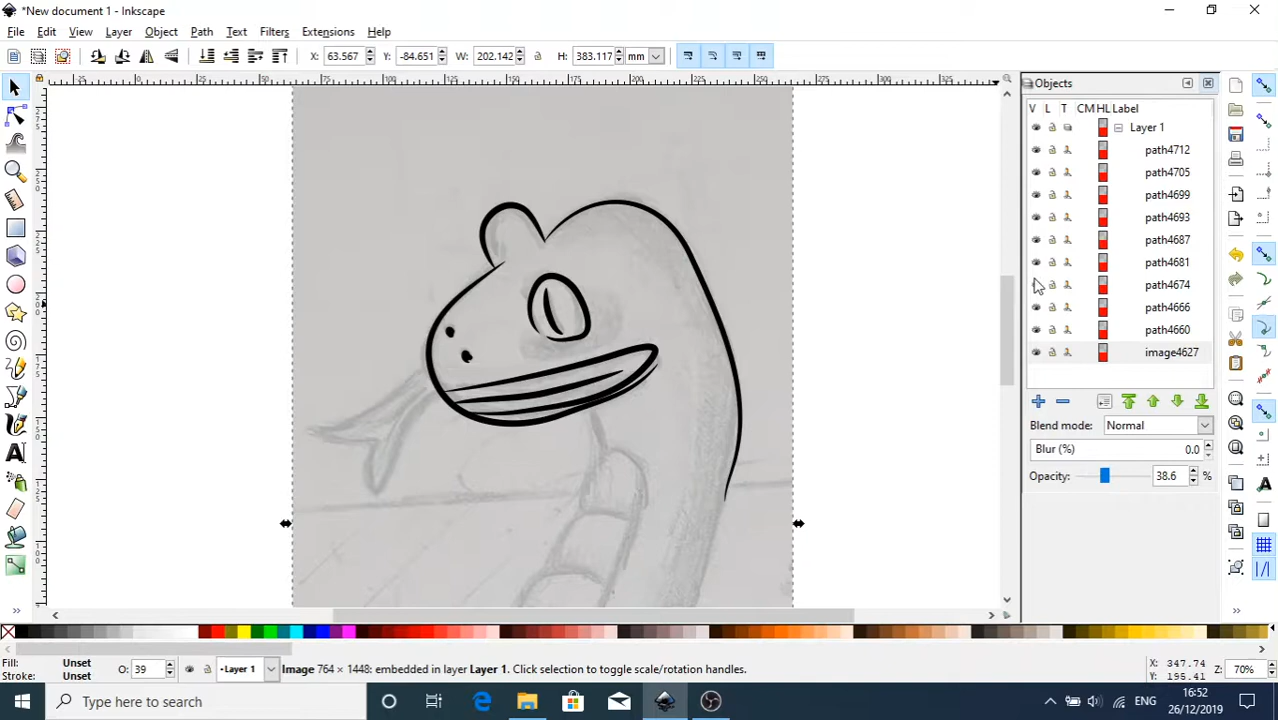 *New document 1 - Inkscape
File Edit View Layer Object Path Text Filters Extensions Help
X: 63.567 Y: -84.651 W: 202.142 H: 383.117 mm
Objects
V L T CM HL Label
Layer 1
path4712
path4705
path4699
path4693
path4687
path4681
path4674
path4666
path4660
image4627
Blend mode: Normal
Blur (%) 0.0
Opacity: 38.6 %
Fill: Unset
Stroke: Unset
O: 39
Layer 1
Image 764 × 1448: embedded in layer Layer 1. Click selection to toggle scale/rotation handles.
X: 347.74
Y: 195.41
Z: 70%
Type here to search
ENG
16:52
26/12/2019